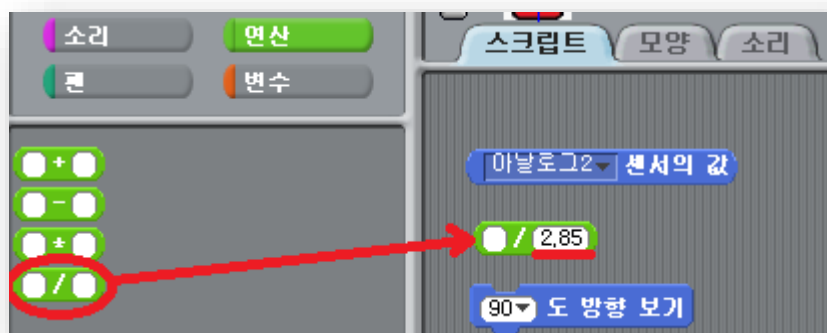 소리
연산
펜
변수
○ + ○
○ - ○
○ * ○
○ / ○
스크립트
모양
소리
아날로그2 센서의 값
○ / 2.85
90 도 방향 보기